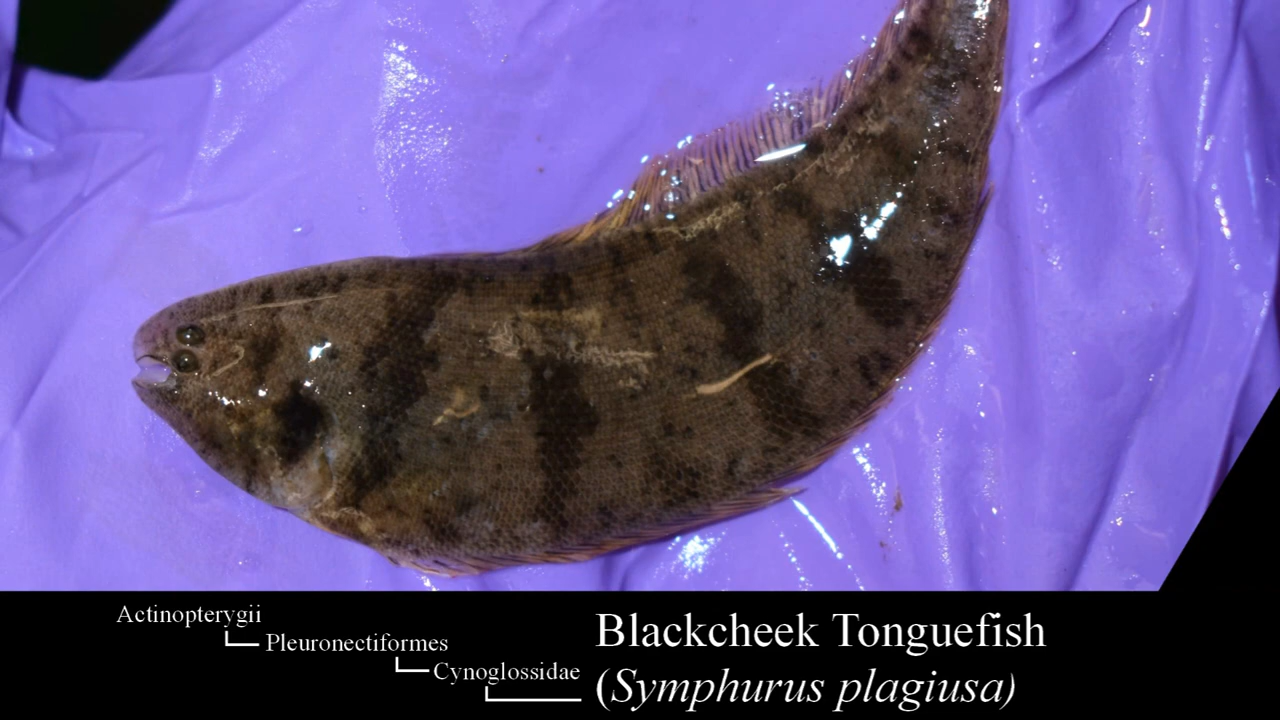 Actinopterygii
Pleuronectiformes
Cynoglossidae
Blackcheek Tonguefish
(Symphurus plagiusa)